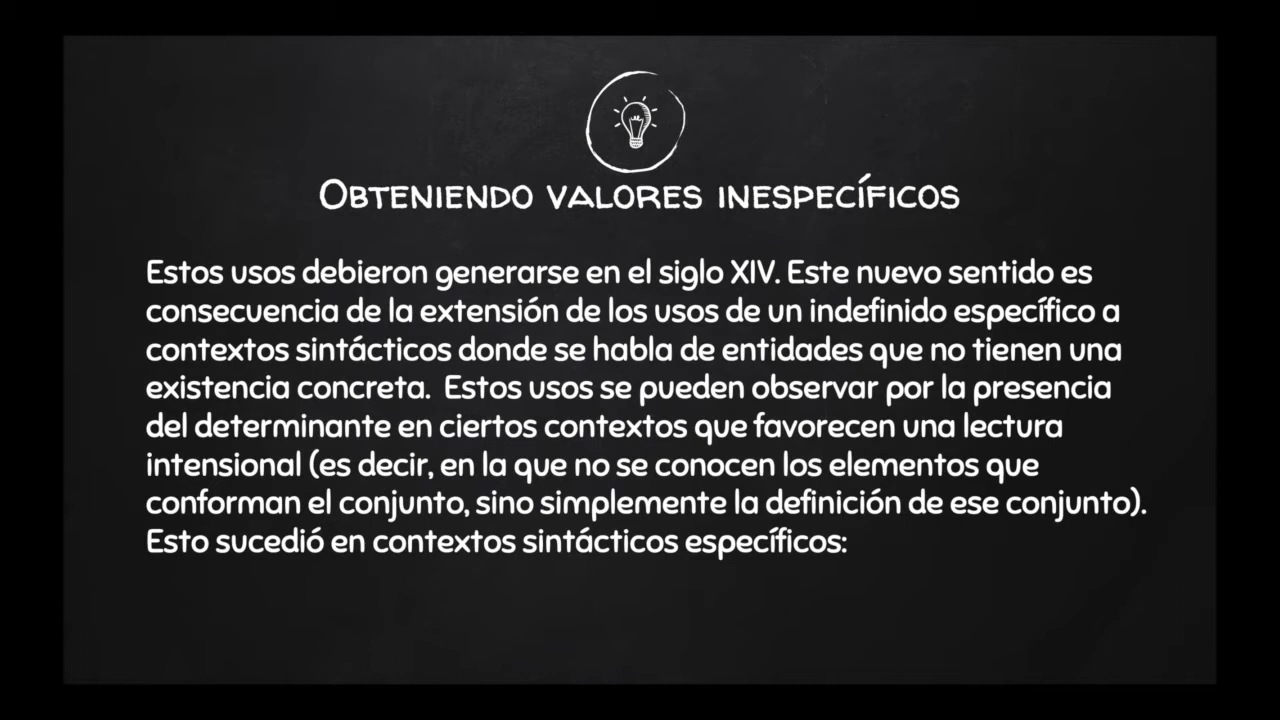 Obteniendo valores inespecíficos
Estos usos debieron generarse en el siglo XIV. Este nuevo sentido es
consecuencia de la extensión de los usos de un indefinido específico a
contextos sintácticos donde se habla de entidades que no tienen una
existencia concreta.  Estos usos se pueden observar por la presencia
del determinante en ciertos contextos que favorecen una lectura
intensional (es decir, en la que no se conocen los elementos que
conforman el conjunto, sino simplemente la definición de ese conjunto).
Esto sucedió en contextos sintácticos específicos: